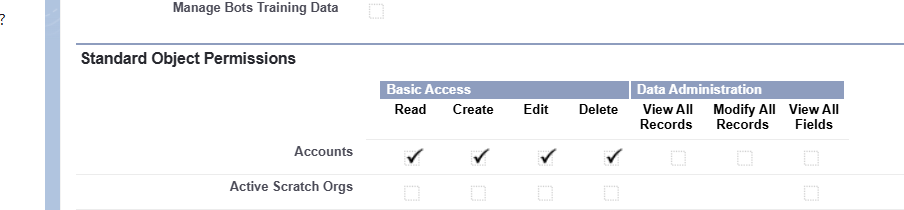 ?
Manage Bots Training Data
Standard Object Permissions
Basic Access Data Administration
Read Create Edit Delete View All Records Modify All Records View All Fields
Accounts
Active Scratch Orgs